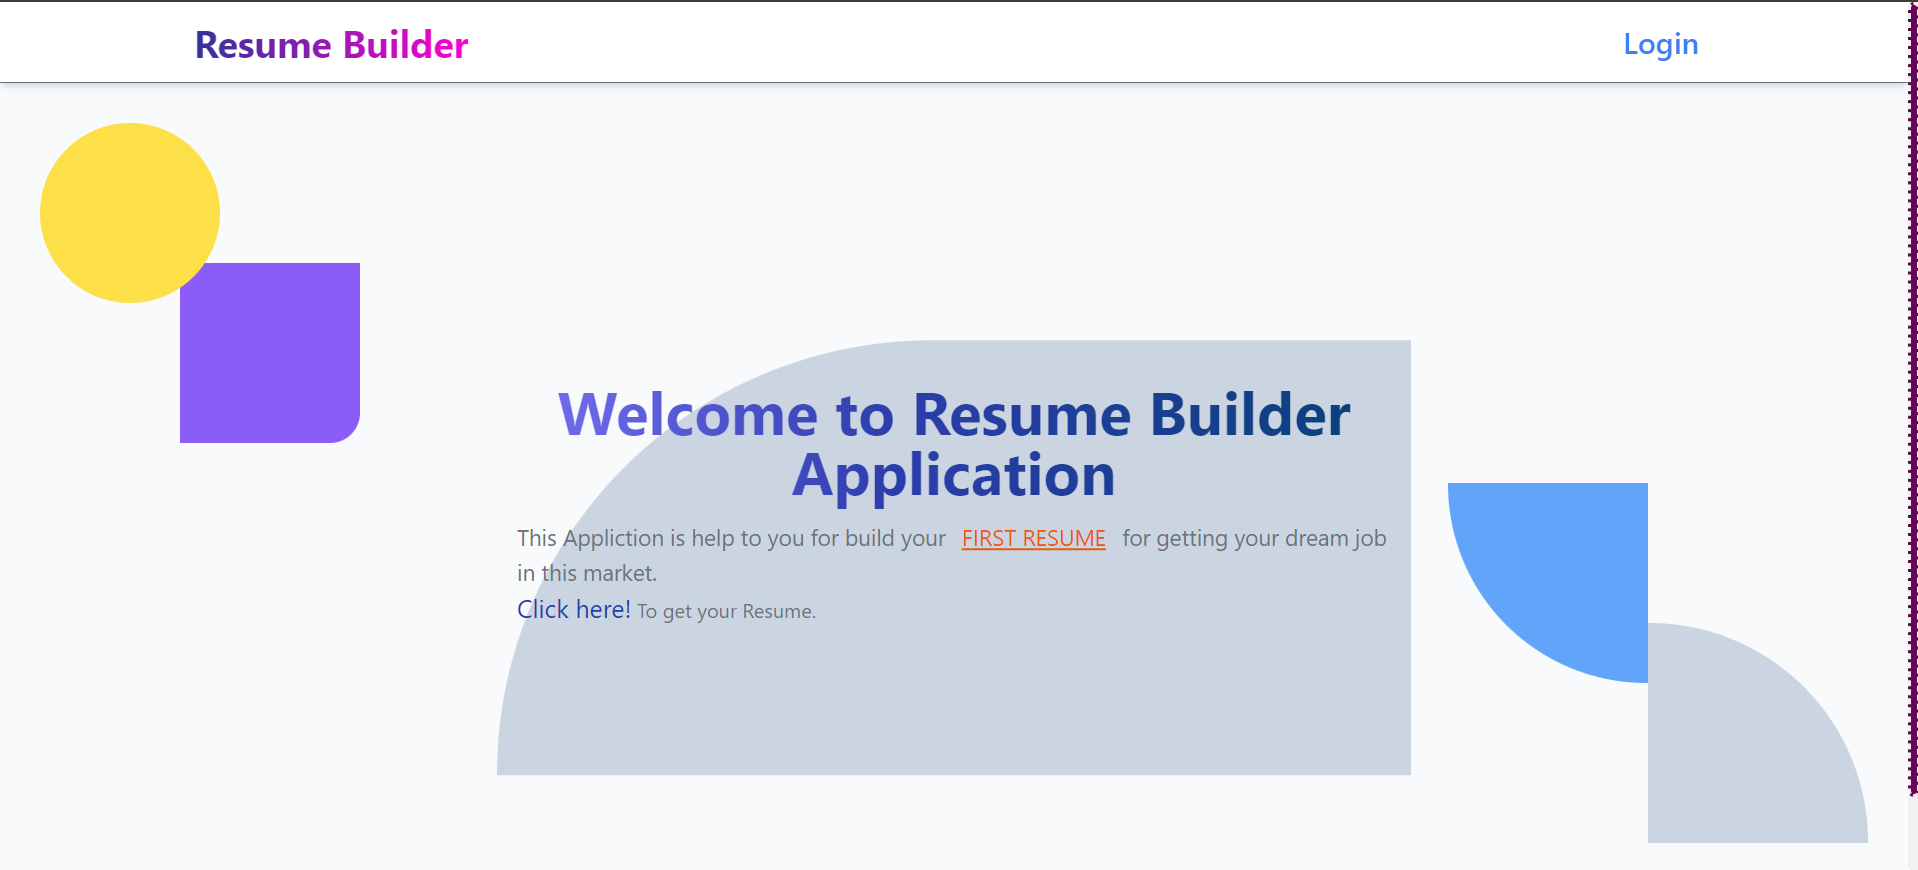 Resume Builder
Login
Welcome to Resume Builder
Application
This Appliction is help to you for build your FIRST RESUME for getting your dream job
in this market.
Click here! To get your Resume.